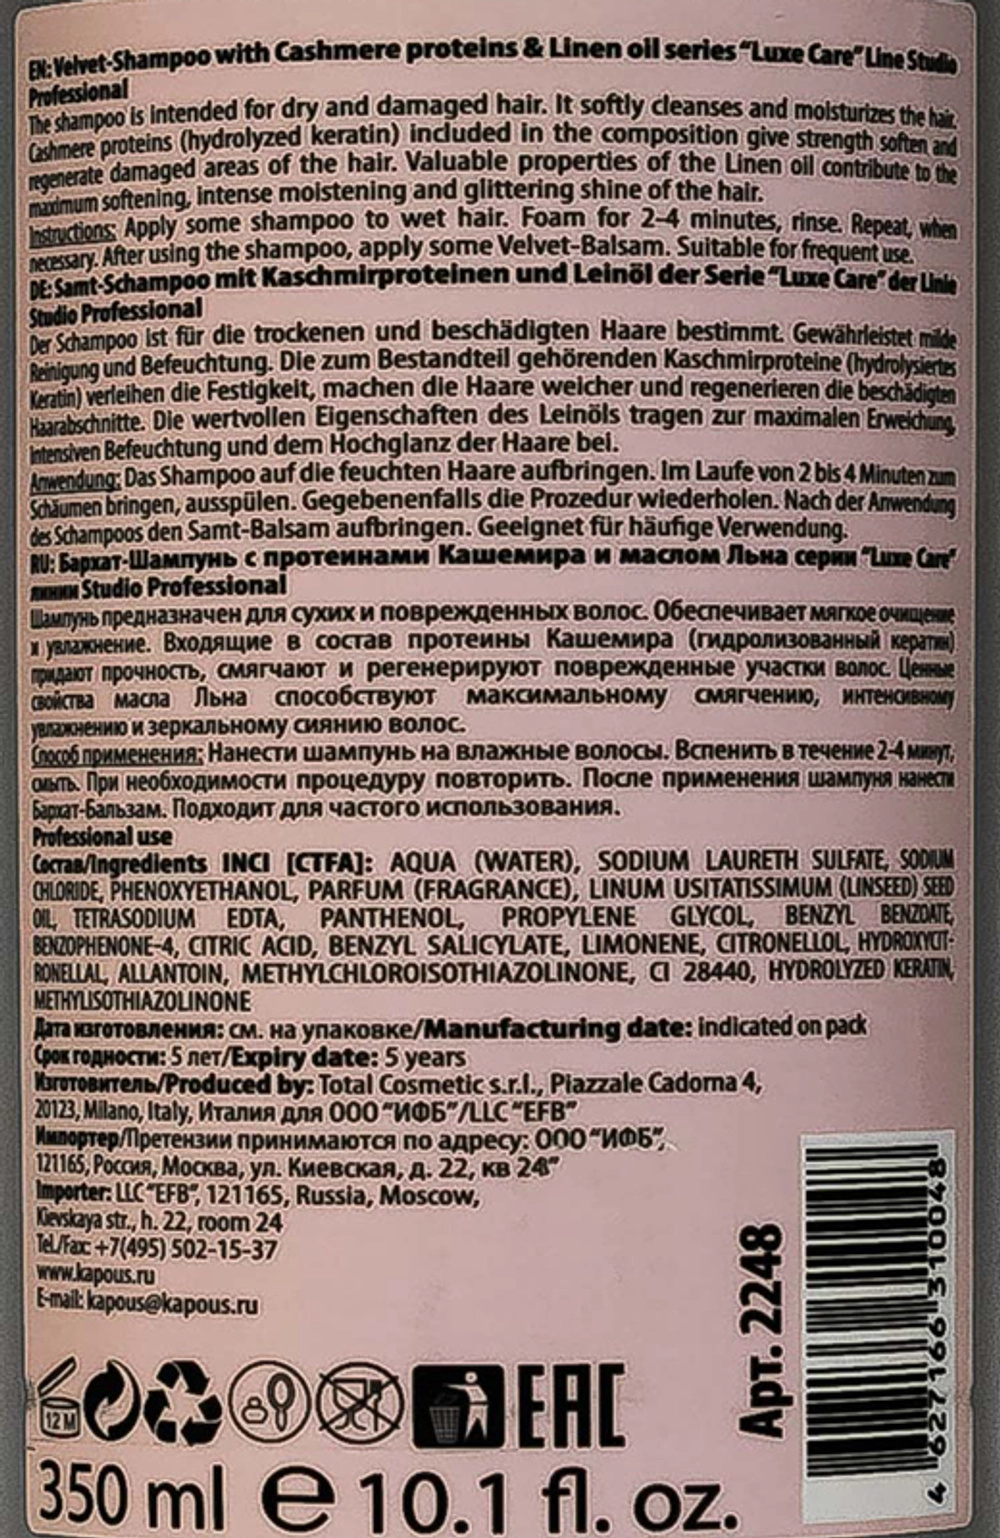 EN: Velvet-Shampoo with Cashmere proteins & Linen oil series “Luxe Care” Line Studio
Professional
The shampoo is intended for dry and damaged hair. It softly cleanses and moisturizes the hair.
Cashmere proteins (hydrolyzed keratin) included in the composition give strength soften and
regenerate damaged areas of the hair. Valuable properties of the Linen oil contribute to the
maximum softening, intense moistening and glittering shine of the hair.
Instructions: Apply some shampoo to wet hair. Foam for 2-4 minutes, rinse. Repeat, when
necessary. After using the shampoo, apply some Velvet-Balsam. Suitable for frequent use.
DE: Samt-Schampoo mit Kaschmirproteinen und Leinöl der Serie “Luxe Care” der Linie
Studio Professional
Der Schampoo ist für die trockenen und beschädigten Haare bestimmt. Gewährleistet milde
Reinigung und Befeuchtung. Die zum Bestandteil gehörenden Kaschmirproteine (hydrolysiertes
Keratin) verleihen die Festigkeit, machen die Haare weicher und regenerieren die beschädigten
Haarabschnitte. Die wertvollen Eigenschaften des Leinöls tragen zur maximalen Erweichung,
intensiven Befeuchtung und dem Hochglanz der Haare bei.
Anwendung: Das Shampoo auf die feuchten Haare aufbringen. Im Laufe von 2 bis 4 Minuten zum
Schäumen bringen, ausspülen. Gegebenenfalls die Prozedur wiederholen. Nach der Anwendung
des Schampoos den Samt-Balsam aufbringen. Geeignet für häufige Verwendung.
RU: Бархат-Шампунь с протеинами Кашемира и маслом Льна серии “Luxe Care”
линии Studio Professional
Шампунь предназначен для сухих и поврежденных волос. Обеспечивает мягкое очищение
и увлажнение. Входящие в состав протеины Кашемира (гидролизованный кератин)
придают прочность, смягчают и регенерируют поврежденные участки волос. Ценные
свойства масла Льна способствуют максимальному смягчению, интенсивному
увлажнению и зеркальному сиянию волос.
Способ применения: Нанести шампунь на влажные волосы. Вспенить в течение 2-4 минут,
смыть. При необходимости процедуру повторить. После применения шампуня нанести
Бархат-Бальзам. Подходит для частого использования.
Professional use
Состав/Ingredients INCI [CTFA]: AQUA (WATER), SODIUM LAURETH SULFATE, SODIUM
CHLORIDE, PHENOXYETHANOL, PARFUM (FRAGRANCE), LINUM USITATISSIMUM (LINSEED) SEED
OIL, TETRASODIUM EDTA, PANTHENOL, PROPYLENE GLYCOL, BENZYL BENZOATE,
BENZOPHENONE-4, CITRIC ACID, BENZYL SALICYLATE, LIMONENE, CITRONELLOL, HYDROXYCIT-
RONELLAL, ALLANTOIN, METHYLCHLOROISOTHIAZOLINONE, CI 28440, HYDROLYZED KERATIN,
METHYLISOTHIAZOLINONE
Дата изготовления: см. на упаковке/Manufacturing date: indicated on pack
Срок годности: 5 лет/Expiry date: 5 years
Изготовитель/Produced by: Total Cosmetic s.r.l., Piazzale Cadorna 4,
20123, Milano, Italy, Италия для ООО “ИФБ”/LLC “EFB”
Импортер/Претензии принимаются по адресу: ООО “ИФБ”,
121165, Россия, Москва, ул. Киевская, д. 22, кв 24”
Importer: LLC “EFB”, 121165, Russia, Moscow,
Kievskaya str., h. 22, room 24
Tel./Fax: +7(495) 502-15-37
www.kapous.ru
E-mail: kapous@kapous.ru
Арт. 2248
4 627166 310048
12 M
EAC
350 ml e 10.1 fl. oz.